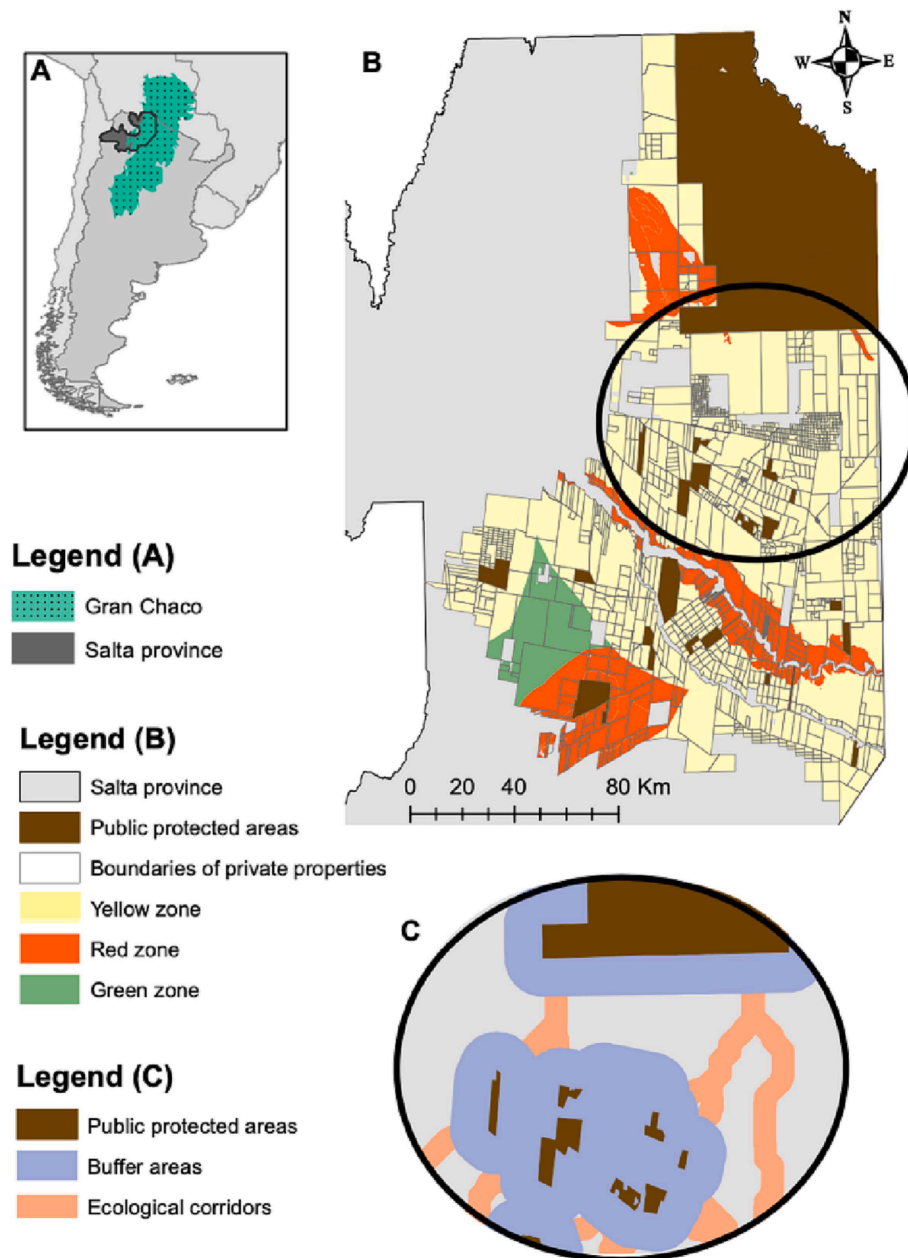 A
B
N
W E
S
Legend (A)
Gran Chaco
Salta province
Legend (B)
Salta province
Public protected areas
Boundaries of private properties
Yellow zone
Red zone
Green zone
0 20 40 80 Km
Legend (C)
Public protected areas
Buffer areas
Ecological corridors
C